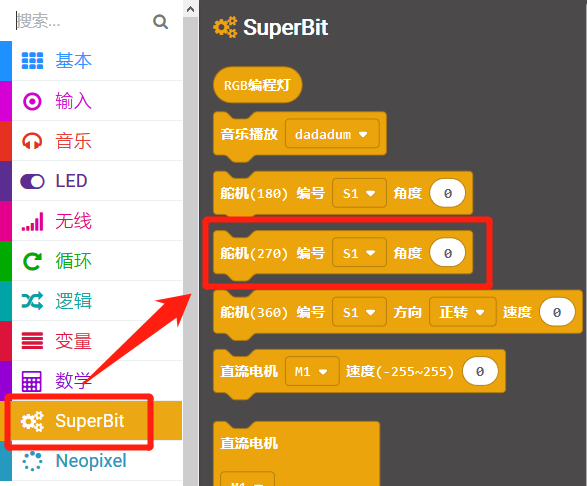 搜索...
基本
输入
音乐
LED
无线
循环
逻辑
变量
数学
SuperBit
Neopixel
SuperBit
RGB编程灯
音乐播放 dadadum
舵机(180) 编号 S1 角度 0
舵机(270) 编号 S1 角度 0
舵机(360) 编号 S1 方向 正转 速度 0
直流电机 M1 速度(-255~255) 0
直流电机
M1